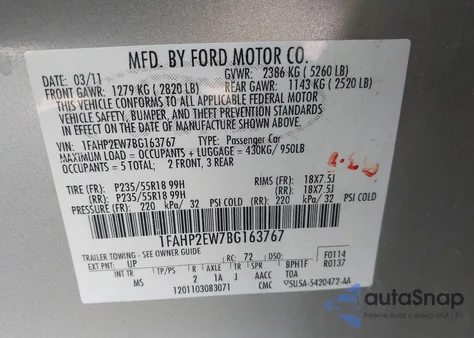 MFD. BY FORD MOTOR CO.
DATE: 03/11 GVWR: 2386 KG ( 5260 LB)
FRONT GAWR: 1279 KG ( 2820 LB) REAR GAWR: 1143 KG ( 2520 LB)
THIS VEHICLE CONFORMS TO ALL APPLICABLE FEDERAL MOTOR
VEHICLE SAFETY, BUMPER, AND THEFT PREVENTION STANDARDS
IN EFFECT ON THE DATE OF MANUFACTURE SHOWN ABOVE.
VIN: 1FAHP2EW7BG163767 TYPE: Passenger Car
MAXIMUM LOAD = OCCUPANTS + LUGGAGE = 430KG/ 950LB
OCCUPANTS = 5 TOTAL; 2 FRONT, 3 REAR
TIRE (FR): P235/55R18 99H RIMS (FR): 18X7.5J
(RR): P235/55R18 99H (RR): 18X7.5J
PRESSURE (FR): 220 kPa/ 32 PSI COLD (RR): 220 kPa/ 32 PSI COLD
1FAHP2EW7BG163767
TRAILER TOWING - SEE OWNER GUIDE F0114
EXT PNT: UP RC: 72 DSO: R0137
INT TR TP/PS R AXLE TR SPR BPH1F
MS 2 1A J AACC TOA
1201103083071 CMC 5U5A-5420472-AA
autoSnap